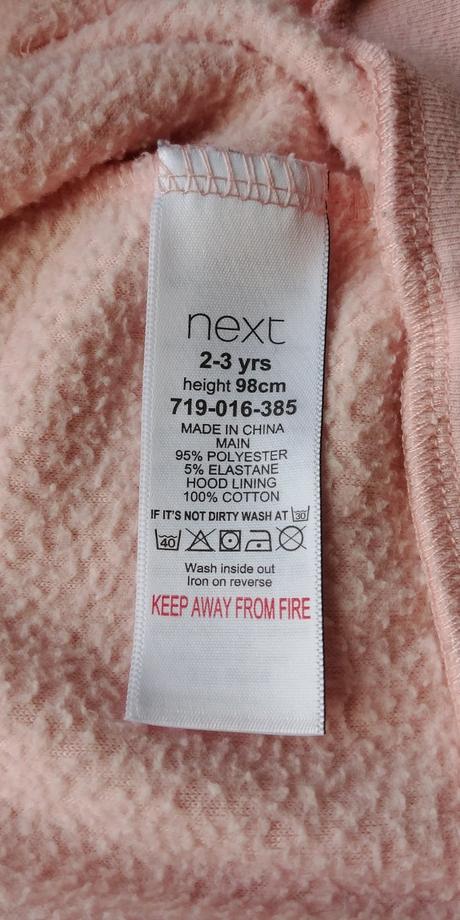 next
2-3 yrs
height 98cm
719-016-385
MADE IN CHINA
MAIN
95% POLYESTER
5% ELASTANE
HOOD LINING
100% COTTON
IF IT'S NOT DIRTY WASH AT 30
40
Wash inside out
Iron on reverse
KEEP AWAY FROM FIRE